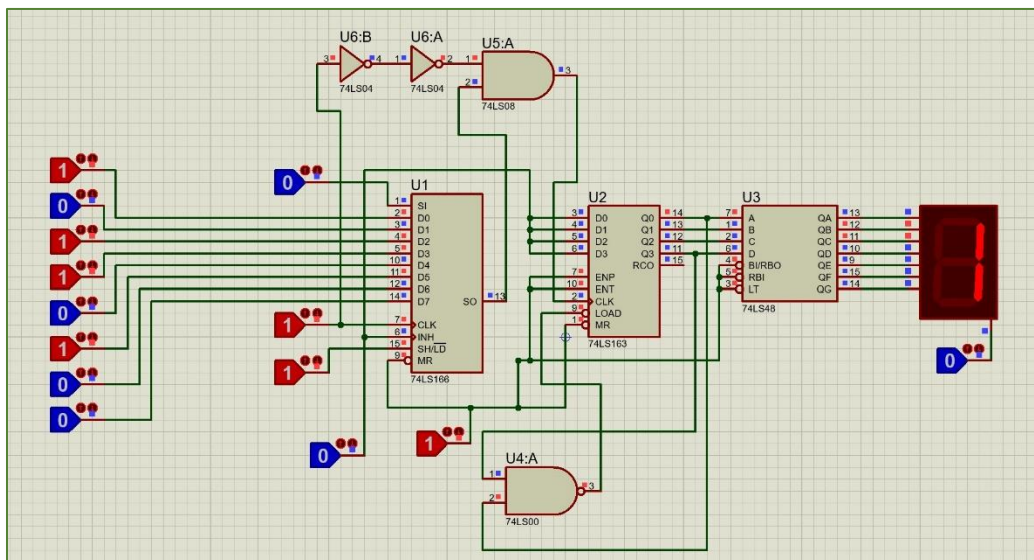 U6:B
3
4
74LS04
U6:A
1
2
74LS04
U5:A
1
2
3
74LS08
1
0
1
1
0
1
0
0
0
1
1
0
1
U1
1 SI
2 D0
3 D1
4 D2
5 D3
10 D4
11 D5
12 D6
14 D7
SO 13
7 CLK
6 INH
15 SH/LD
9 MR
74LS166
U2
3 D0 Q0 14
4 D1 Q1 13
5 D2 Q2 12
6 D3 Q3 11
RCO 15
7 ENP
10 ENT
2 CLK
9 LOAD
1 MR
74LS163
U3
7 A QA 13
1 B QB 12
2 C QC 11
6 D QD 10
4 BI/RBO QE 9
5 RBI QF 15
3 LT QG 14
74LS48
1
0
U4:A
1
2
3
74LS00